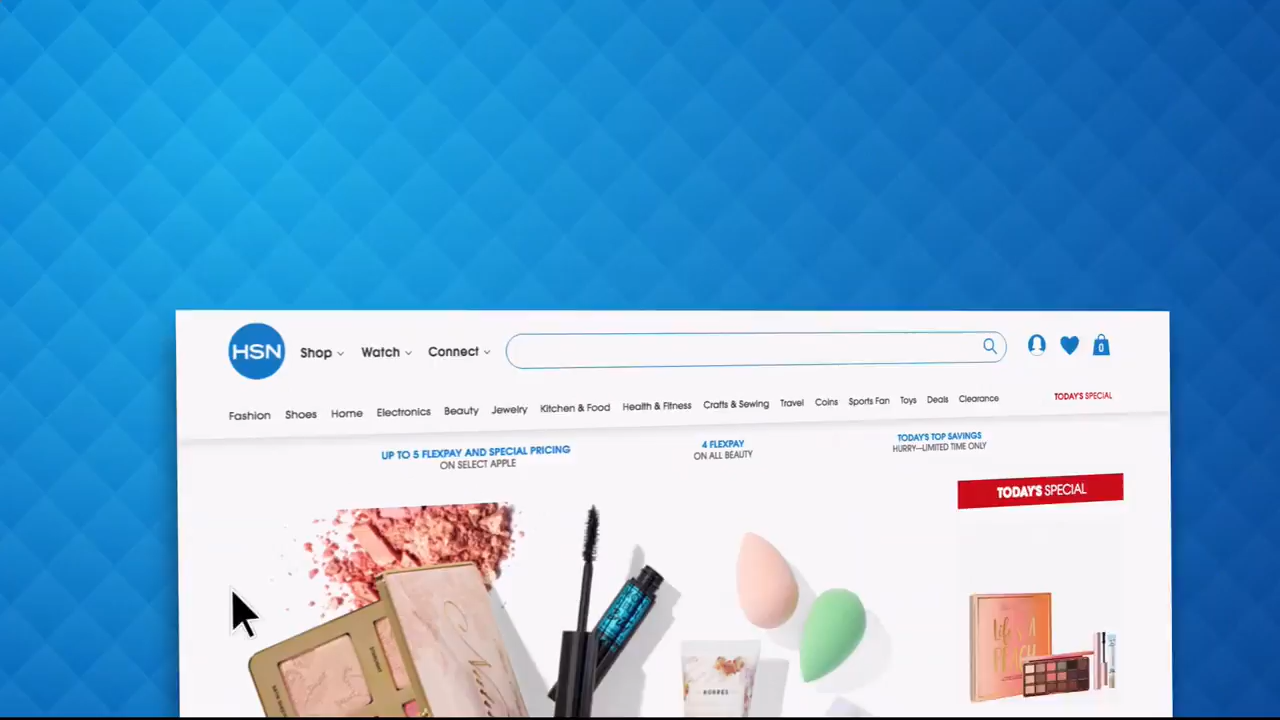 HSN
Shop
Watch
Connect
0
Fashion
Shoes
Home
Electronics
Beauty
Jewelry
Kitchen & Food
Health & Fitness
Crafts & Sewing
Travel
Coins
Sports Fan
Toys
Deals
Clearance
TODAY'S SPECIAL
UP TO 5 FLEXPAY AND SPECIAL PRICING
ON SELECT APPLE
4 FLEXPAY
ON ALL BEAUTY
TODAY'S TOP SAVINGS
HURRY—LIMITED TIME ONLY
TODAY'S SPECIAL
KORRES